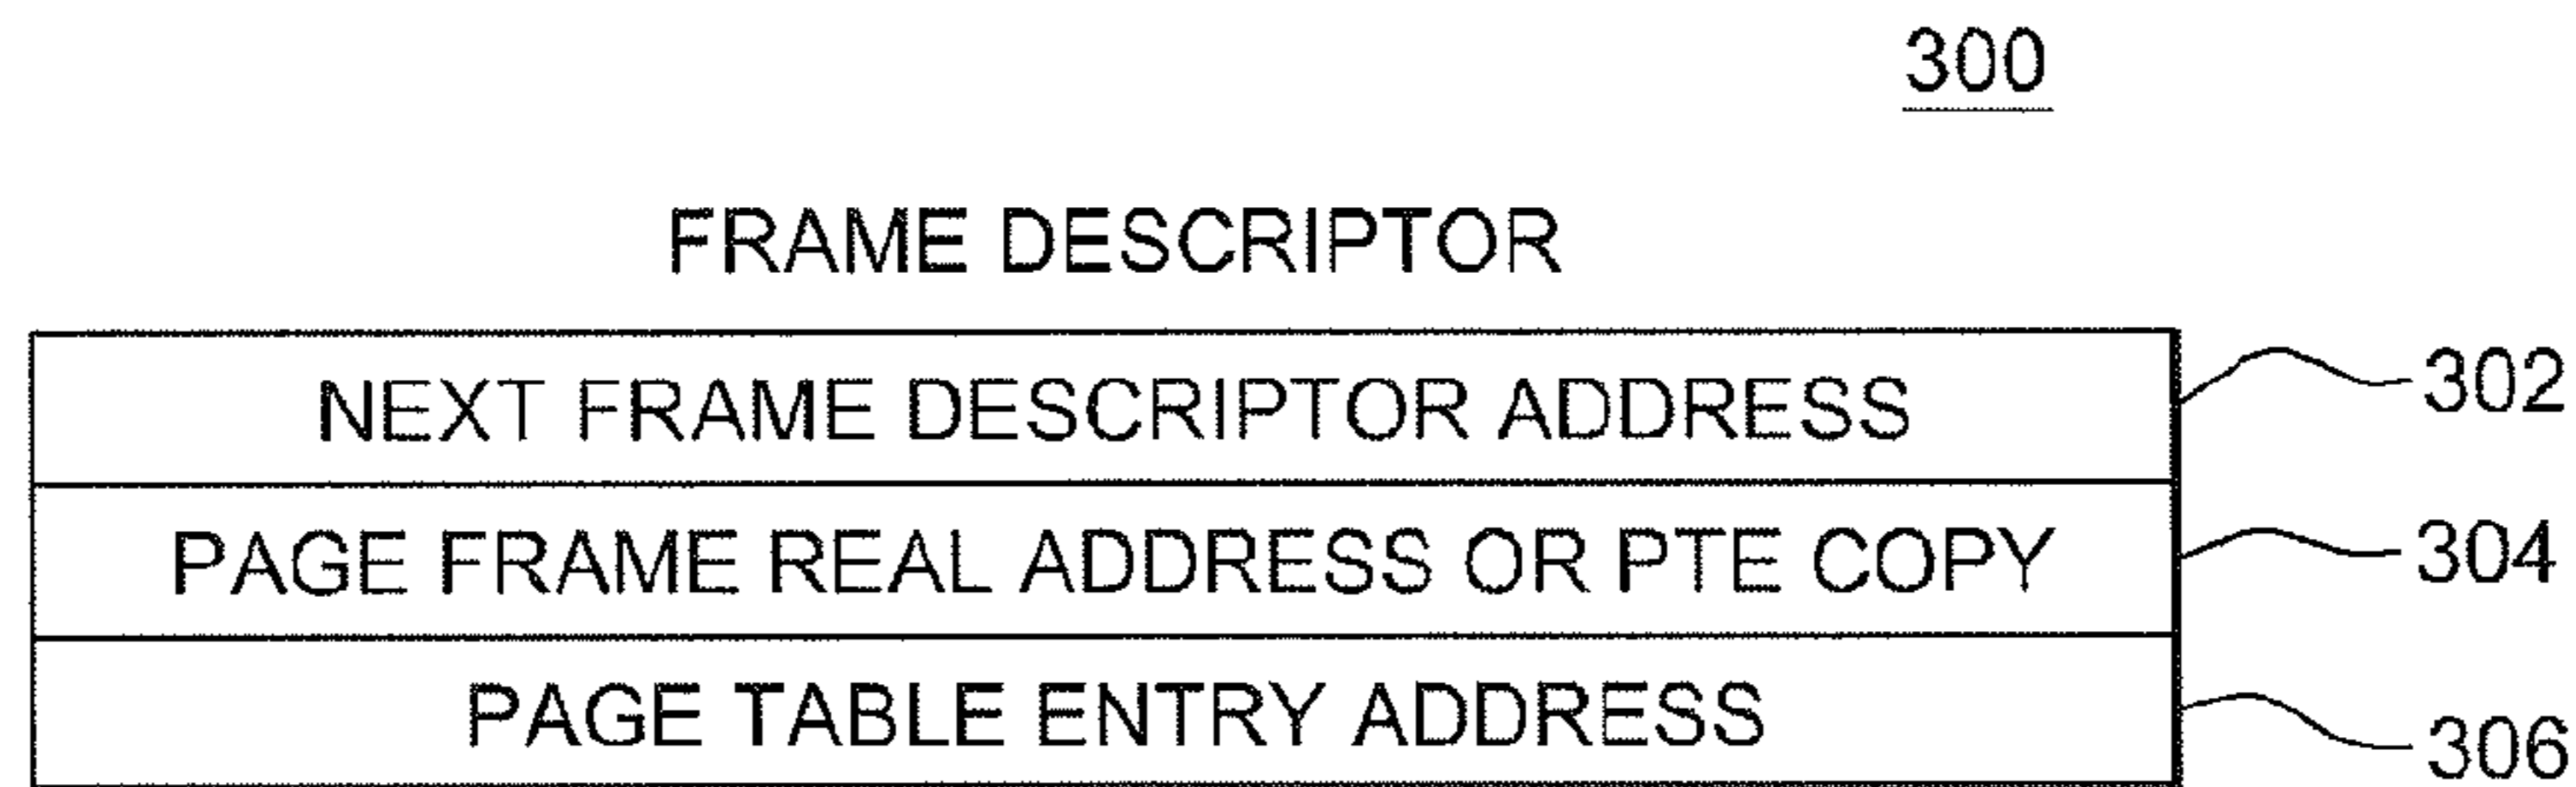 300
FRAME DESCRIPTOR
NEXT FRAME DESCRIPTOR ADDRESS 302
PAGE FRAME REAL ADDRESS OR PTE COPY 304
PAGE TABLE ENTRY ADDRESS 306